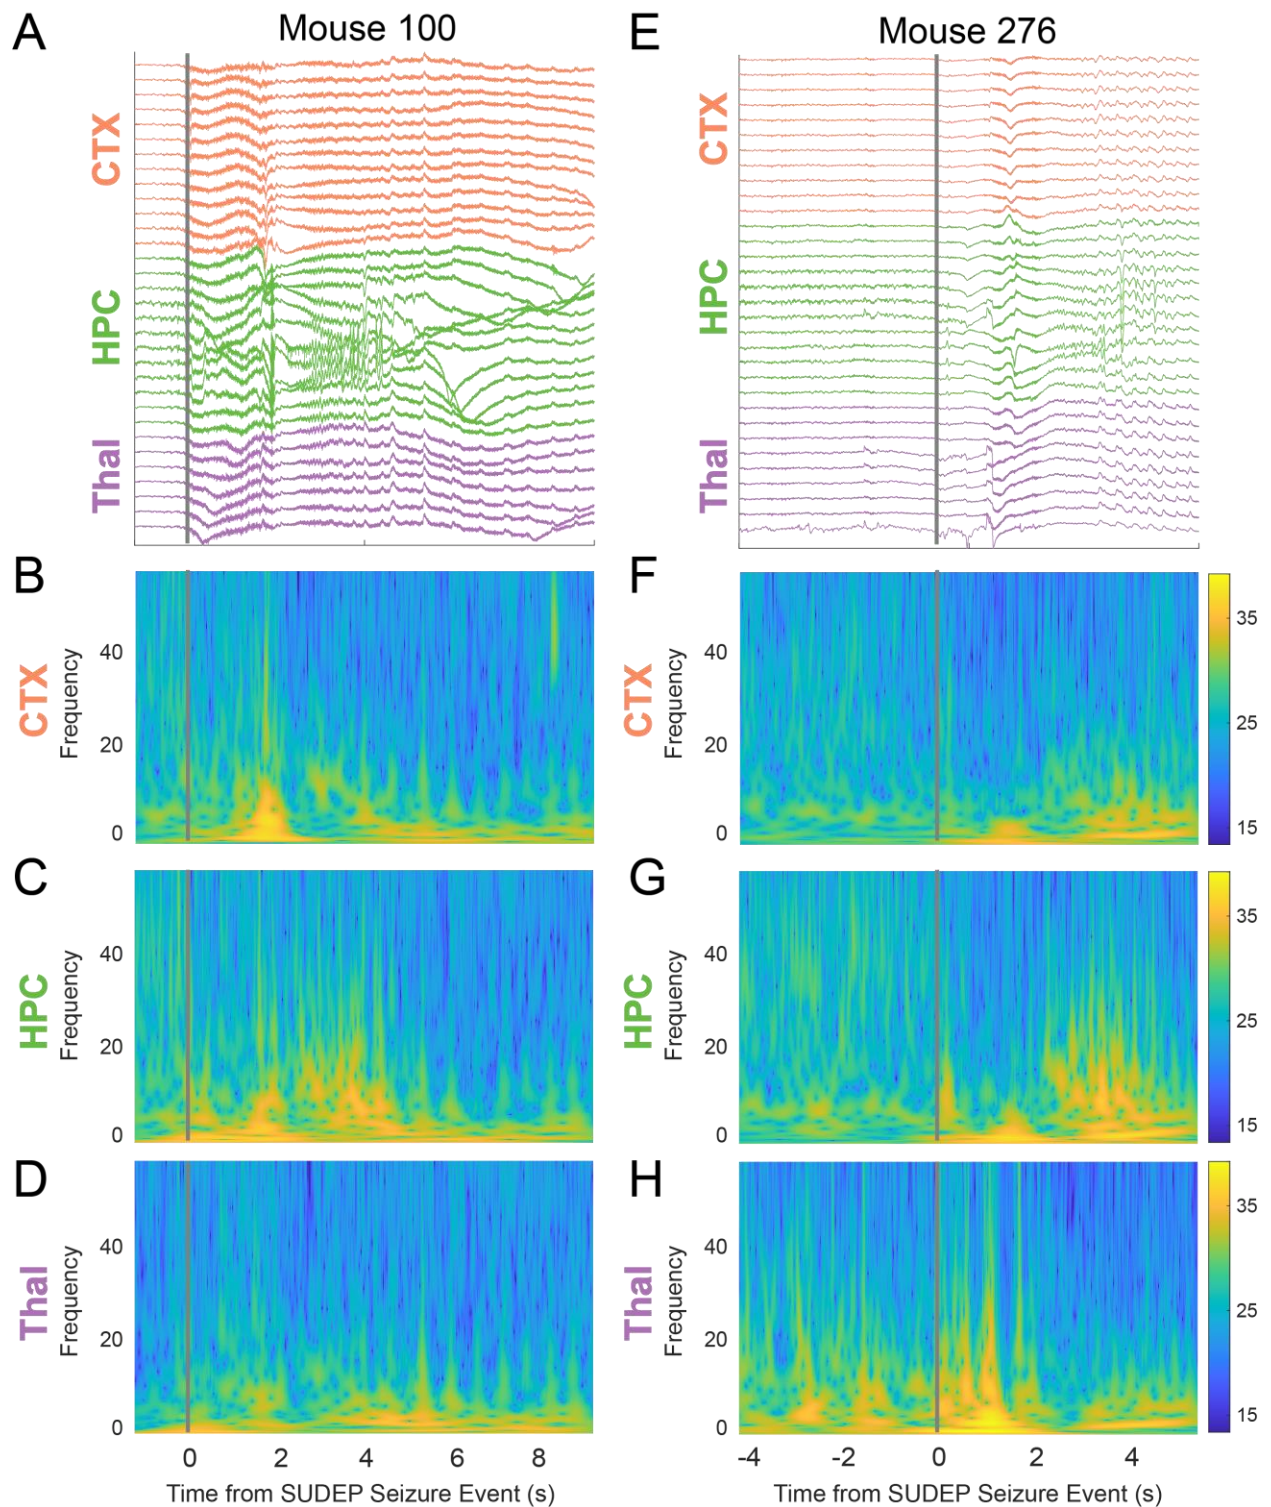 A
Mouse 100
CTX
HPC
Thal
E
Mouse 276
CTX
HPC
Thal
B
CTX
Frequency
40
20
0
F
CTX
Frequency
40
20
0
35
25
15
C
HPC
Frequency
40
20
0
G
HPC
Frequency
40
20
0
35
25
15
D
Thal
Frequency
40
20
0
0 2 4 6 8
Time from SUDEP Seizure Event (s)
H
Thal
Frequency
40
20
0
35
25
15
-4 -2 0 2 4
Time from SUDEP Seizure Event (s)